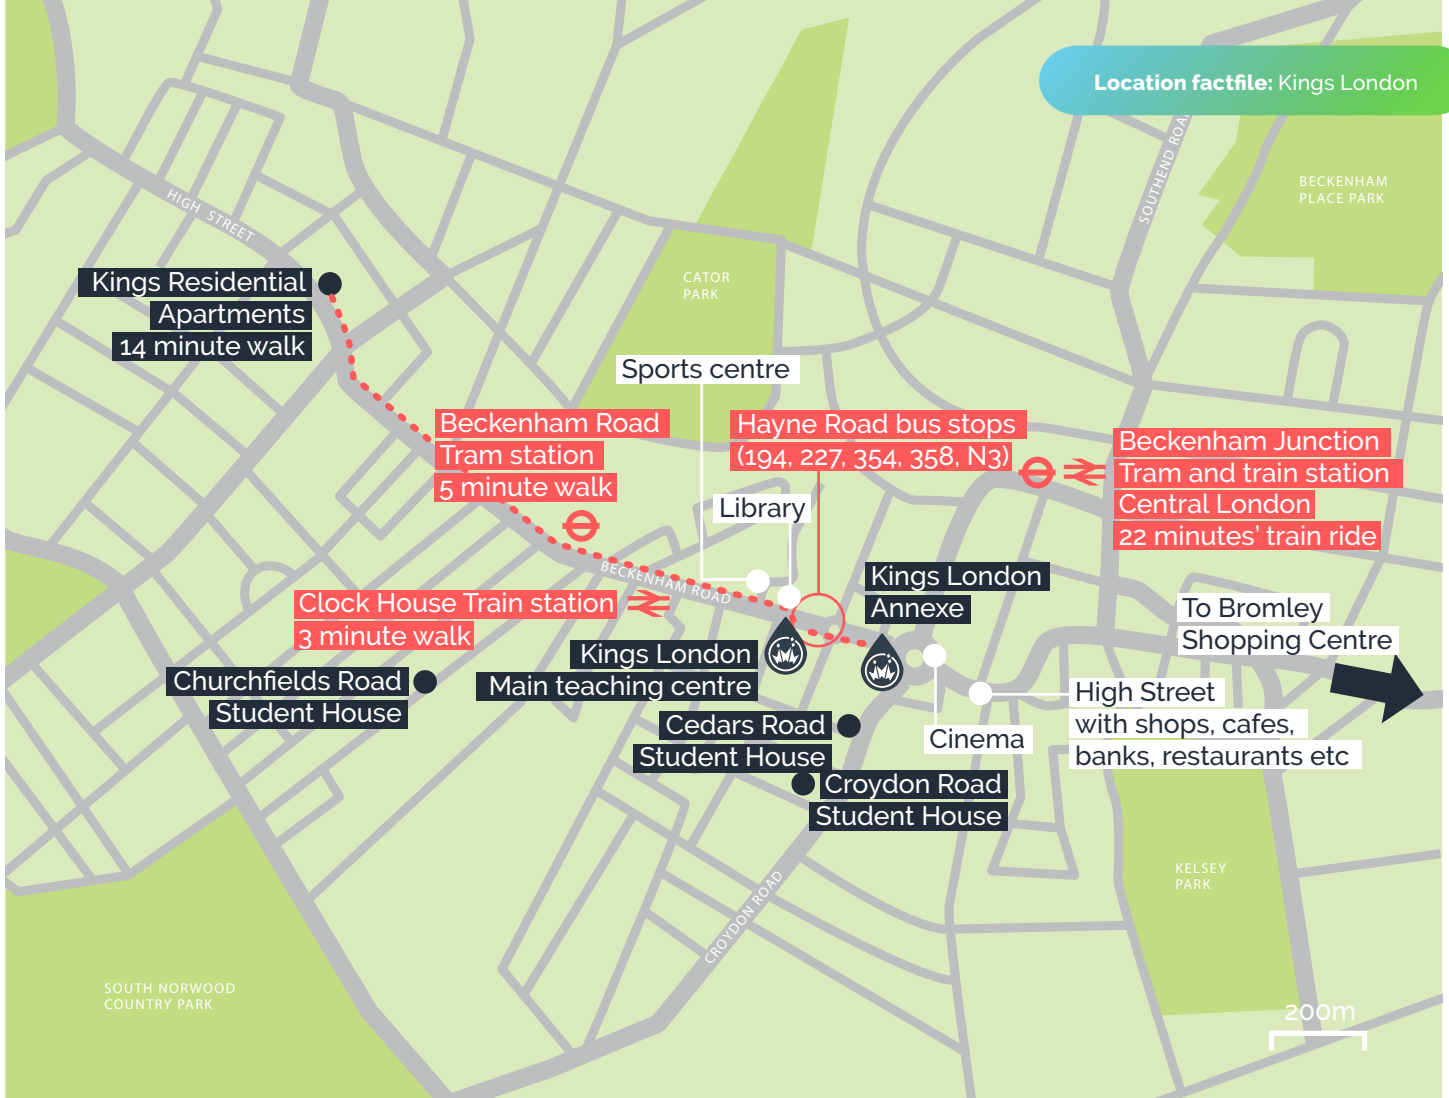 Location factfile: Kings London
SOUTHEND ROAD
BECKENHAM
PLACE PARK
HIGH STREET
CATOR
PARK
Kings Residential
Apartments
14 minute walk
Sports centre
Beckenham Road
Tram station
5 minute walk
Hayne Road bus stops
(194, 227, 354, 358, N3)
Beckenham Junction
Tram and train station
Central London
22 minutes’ train ride
Library
BECKENHAM ROAD
Kings London
Annexe
Clock House Train station
3 minute walk
To Bromley
Shopping Centre
Kings London
Main teaching centre
Churchfields Road
Student House
High Street
with shops, cafes,
banks, restaurants etc
Cedars Road
Student House
Cinema
Croydon Road
Student House
KELSEY
PARK
CROYDON ROAD
SOUTH NORWOOD
COUNTRY PARK
200m